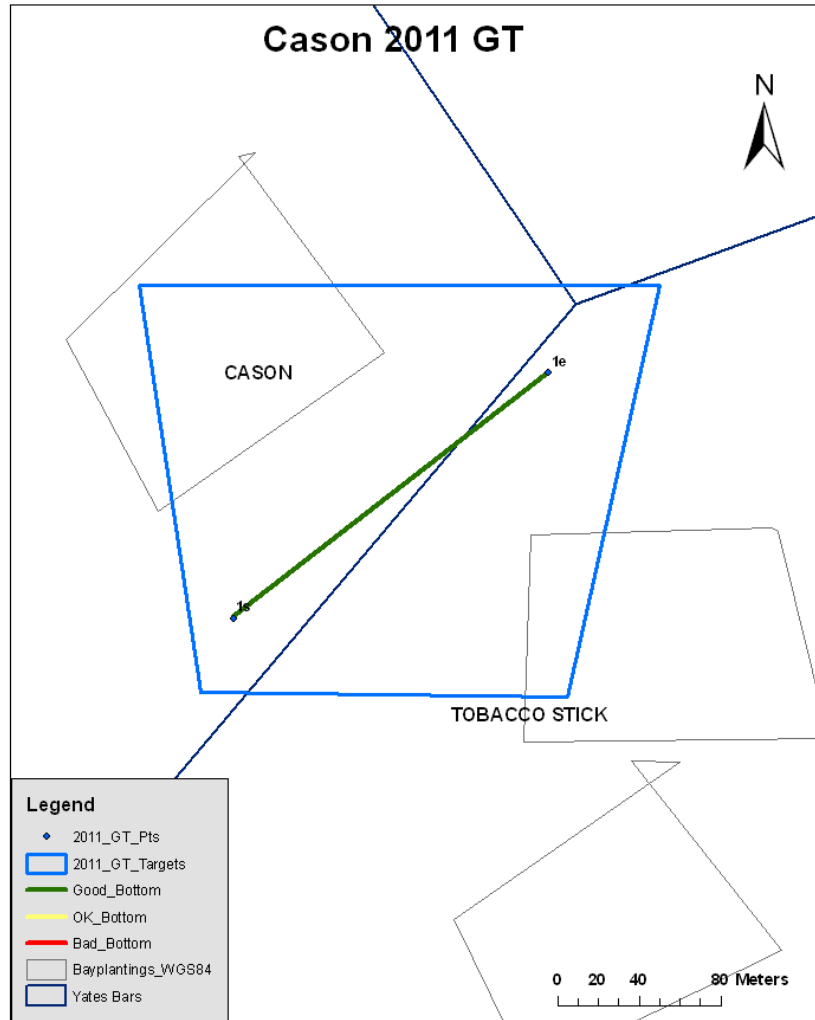 Cason 2011 GT
N
CASON
1e
1s
TOBACCO STICK
Legend
2011_GT_Pts
2011_GT_Targets
Good_Bottom
OK_Bottom
Bad_Bottom
Bayplantings_WGS84
Yates Bars
0 20 40 80 Meters